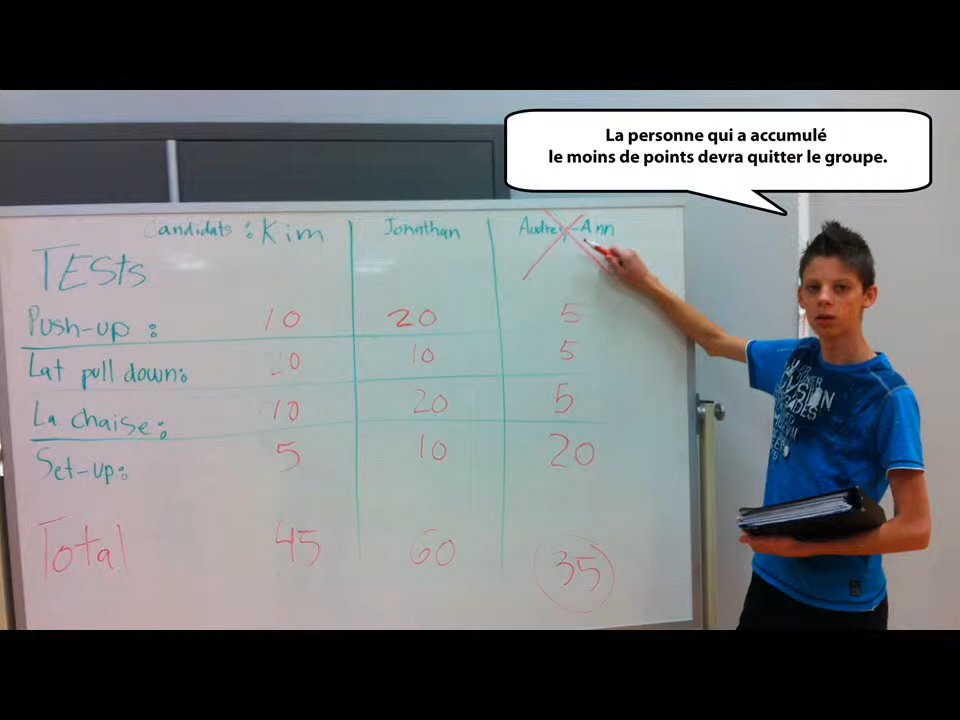 La personne qui a accumulé
le moins de points devra quitter le groupe.
Candidats : Kim Jonathan Audrey-Ann
TESTS
Push-up : 10 20 5
Lat pull down: 10 5
La chaise: 10 20 5
Set-up: 5 10 20
Total 45 60 35